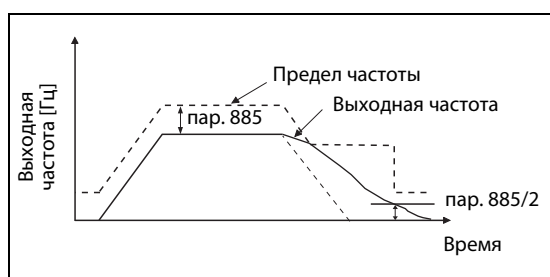 Выходная
частота [Гц]
Предел частоты
Выходная частота
пар. 885
пар. 885/2
Время